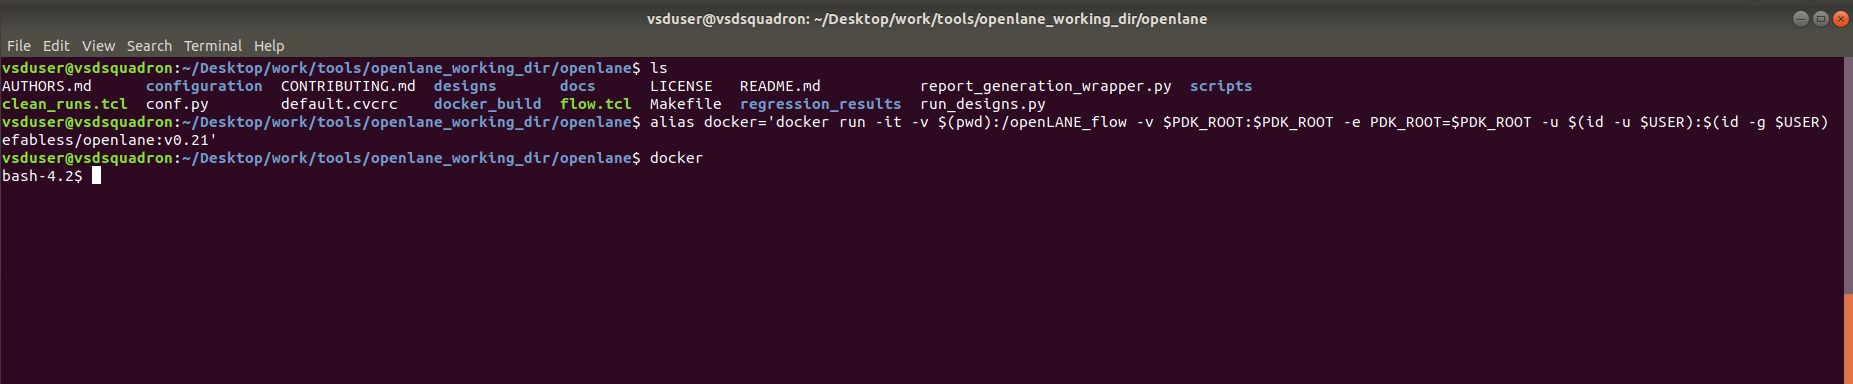 vsduser@vsdsquadron: ~/Desktop/work/tools/openlane_working_dir/openlane
File Edit View Search Terminal Help
vsduser@vsdsquadron:~/Desktop/work/tools/openlane_working_dir/openlane$ ls
AUTHORS.md configuration CONTRIBUTING.md designs docs LICENSE README.md report_generation_wrapper.py scripts
clean_runs.tcl conf.py default.cvcrc docker_build flow.tcl Makefile regression_results run_designs.py
vsduser@vsdsquadron:~/Desktop/work/tools/openlane_working_dir/openlane$ alias docker='docker run -it -v $(pwd):/openLANE_flow -v $PDK_ROOT:$PDK_ROOT -e PDK_ROOT=$PDK_ROOT -u $(id -u $USER):$(id -g $USER)
efabless/openlane:v0.21'
vsduser@vsdsquadron:~/Desktop/work/tools/openlane_working_dir/openlane$ docker
bash-4.2$